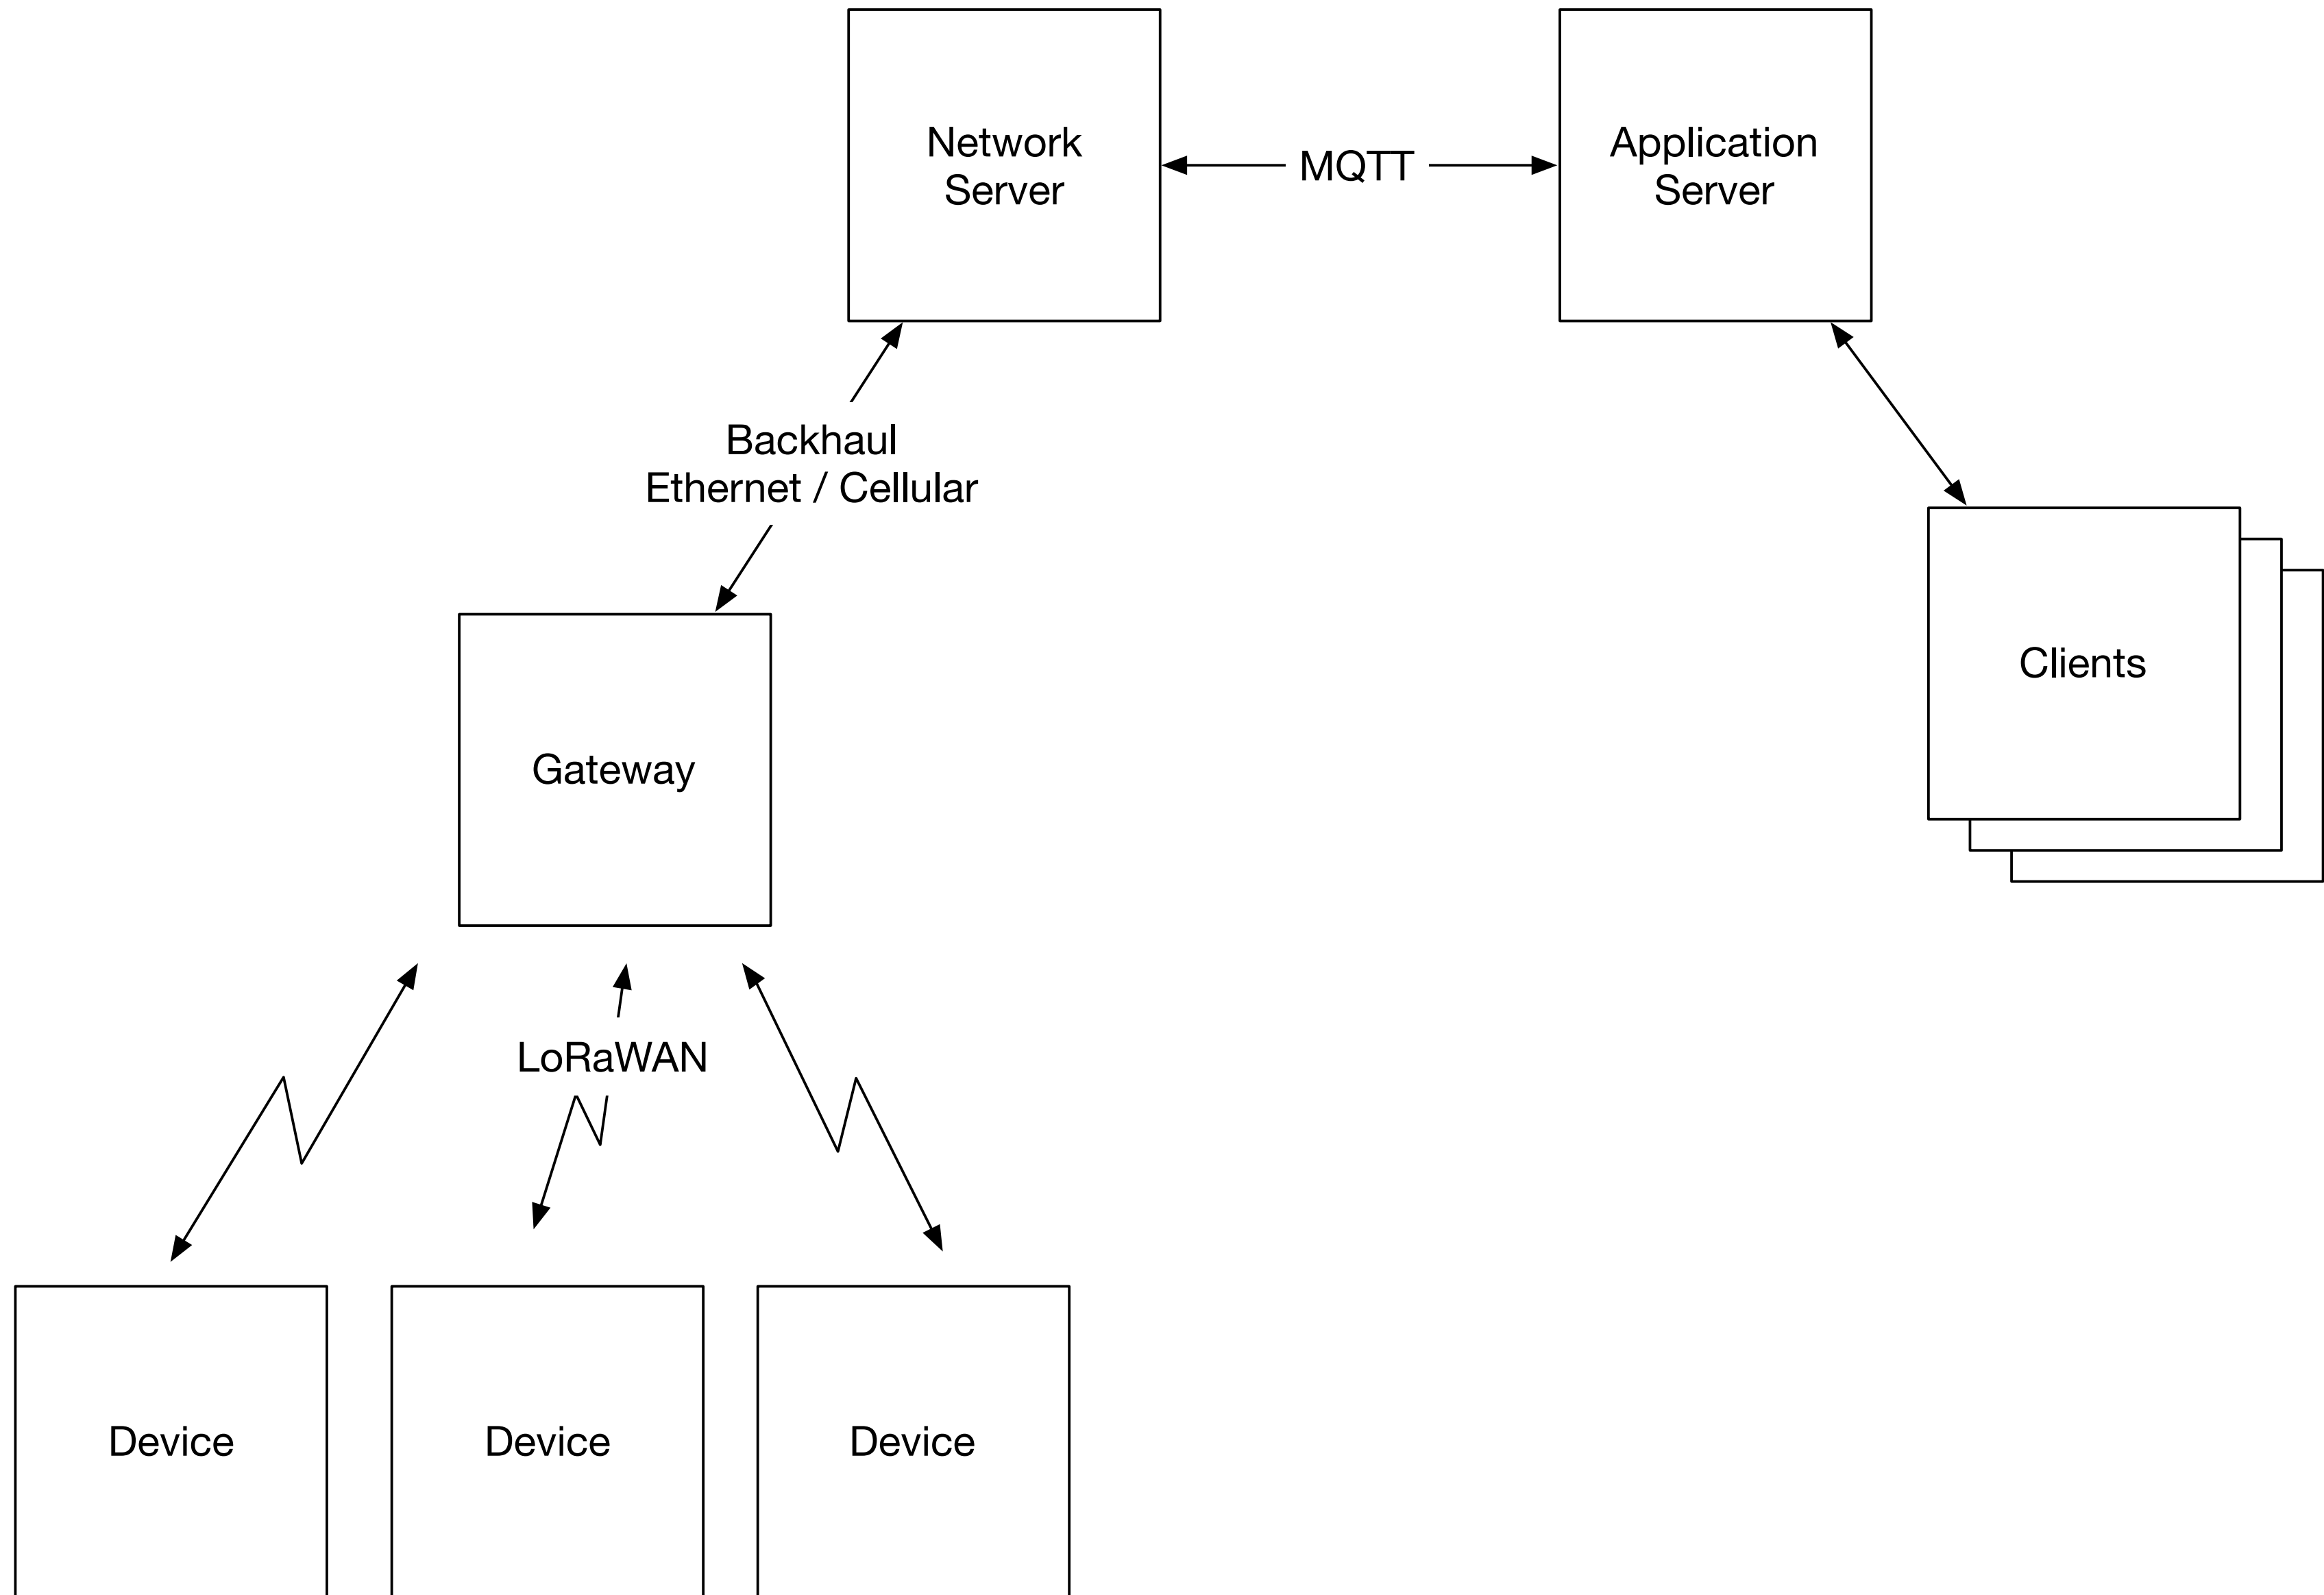 Network
Server
MQTT
Application
Server
Backhaul
Ethernet / Cellular
Clients
Gateway
LoRaWAN
Device
Device
Device